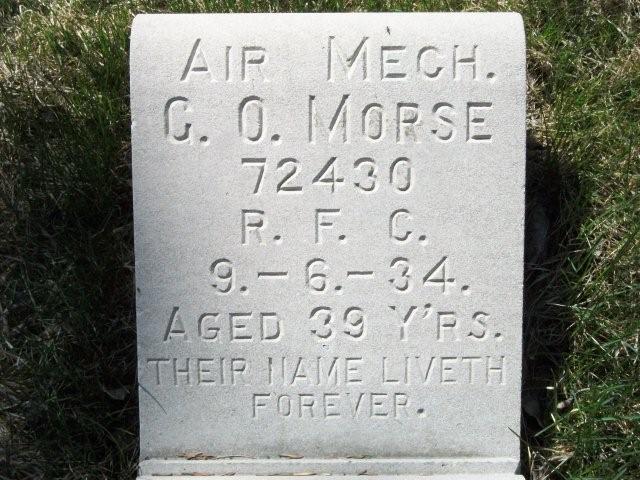 AIR MECH.
G. O. MORSE
72430
R. F. C.
9.-6.-34.
AGED 39 Y'RS.
THEIR NAME LIVETH
FOREVER.